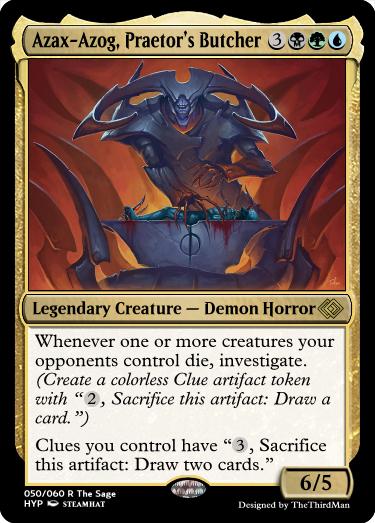 Azax-Azog, Praetor's Butcher 3
Legendary Creature — Demon Horror
Whenever one or more creatures your
opponents control die, investigate.
(Create a colorless Clue artifact token
with “2, Sacrifice this artifact: Draw a
card.”)
Clues you control have “3, Sacrifice
this artifact: Draw two cards.”
6/5
050/060 R The Sage
HYP STEAMHAT
Designed by TheThirdMan